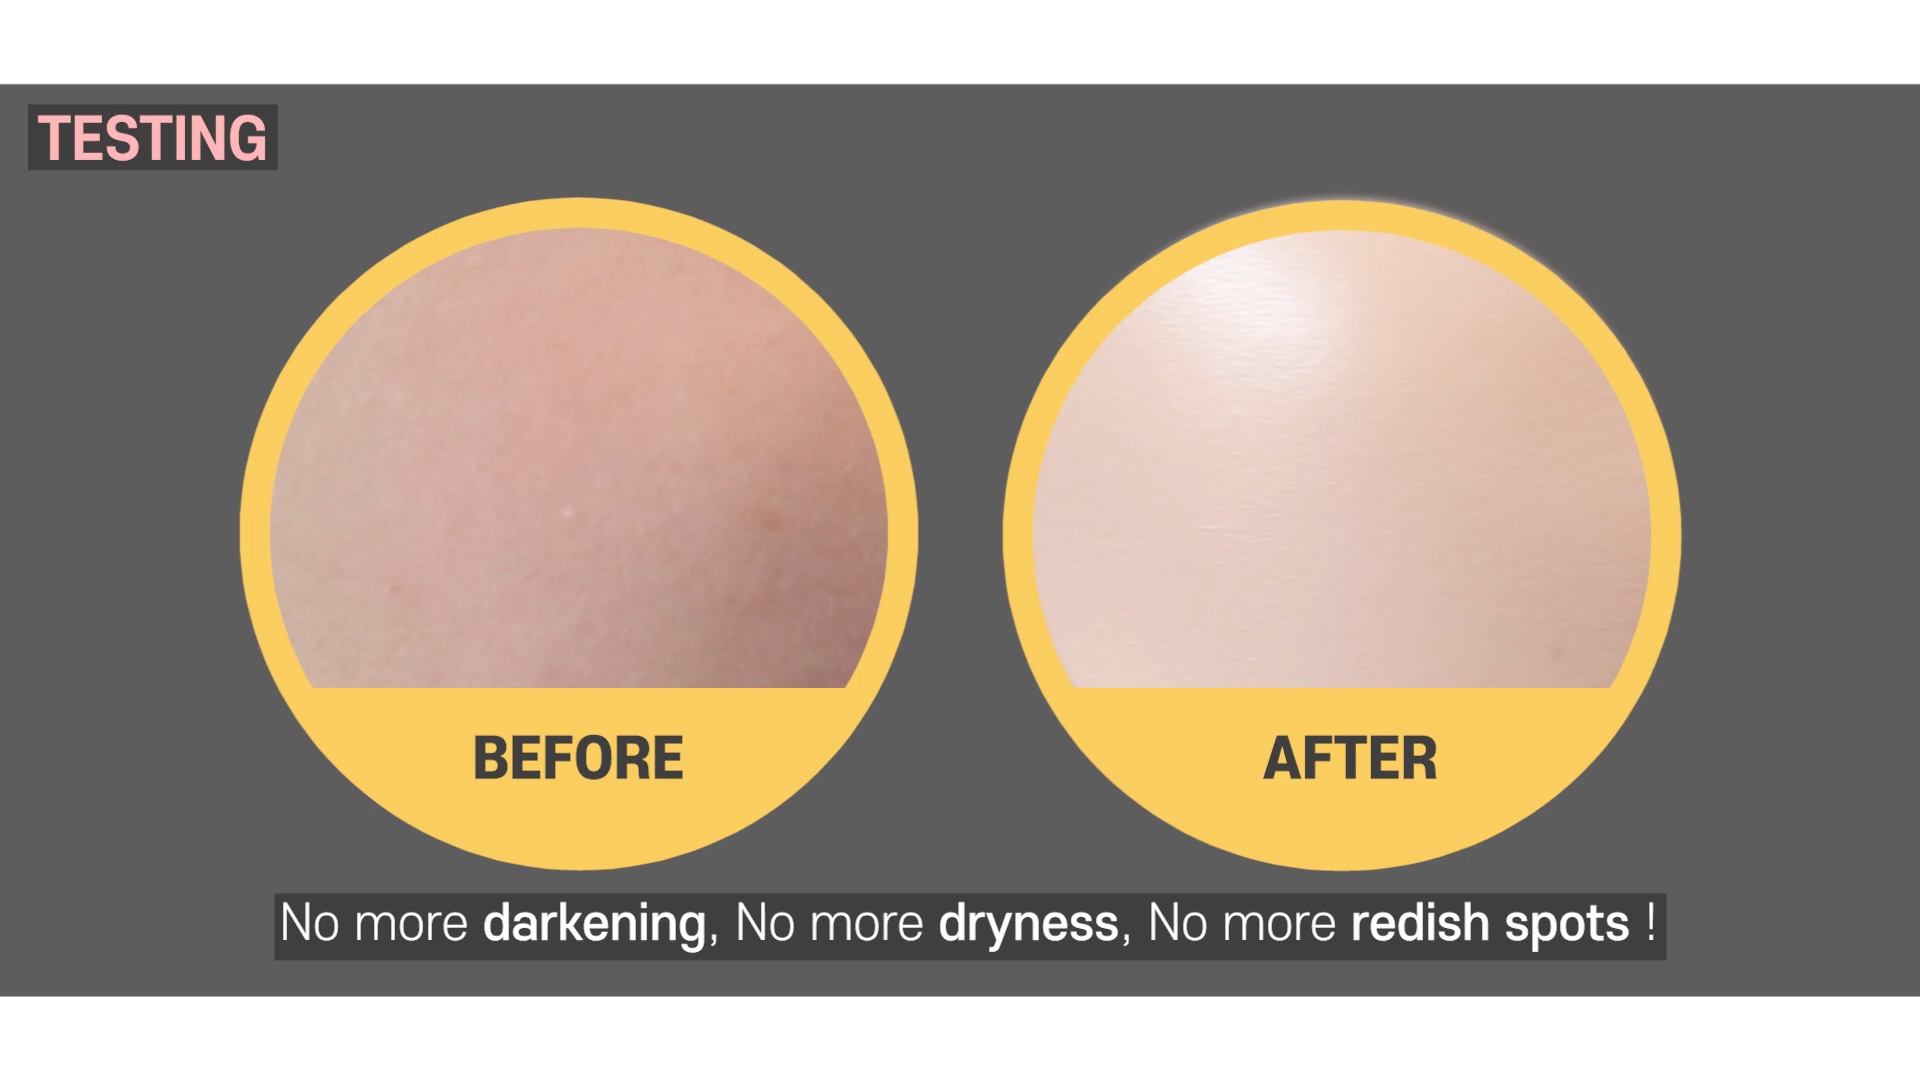 TESTING
BEFORE
AFTER
No more darkening, No more dryness, No more redish spots !